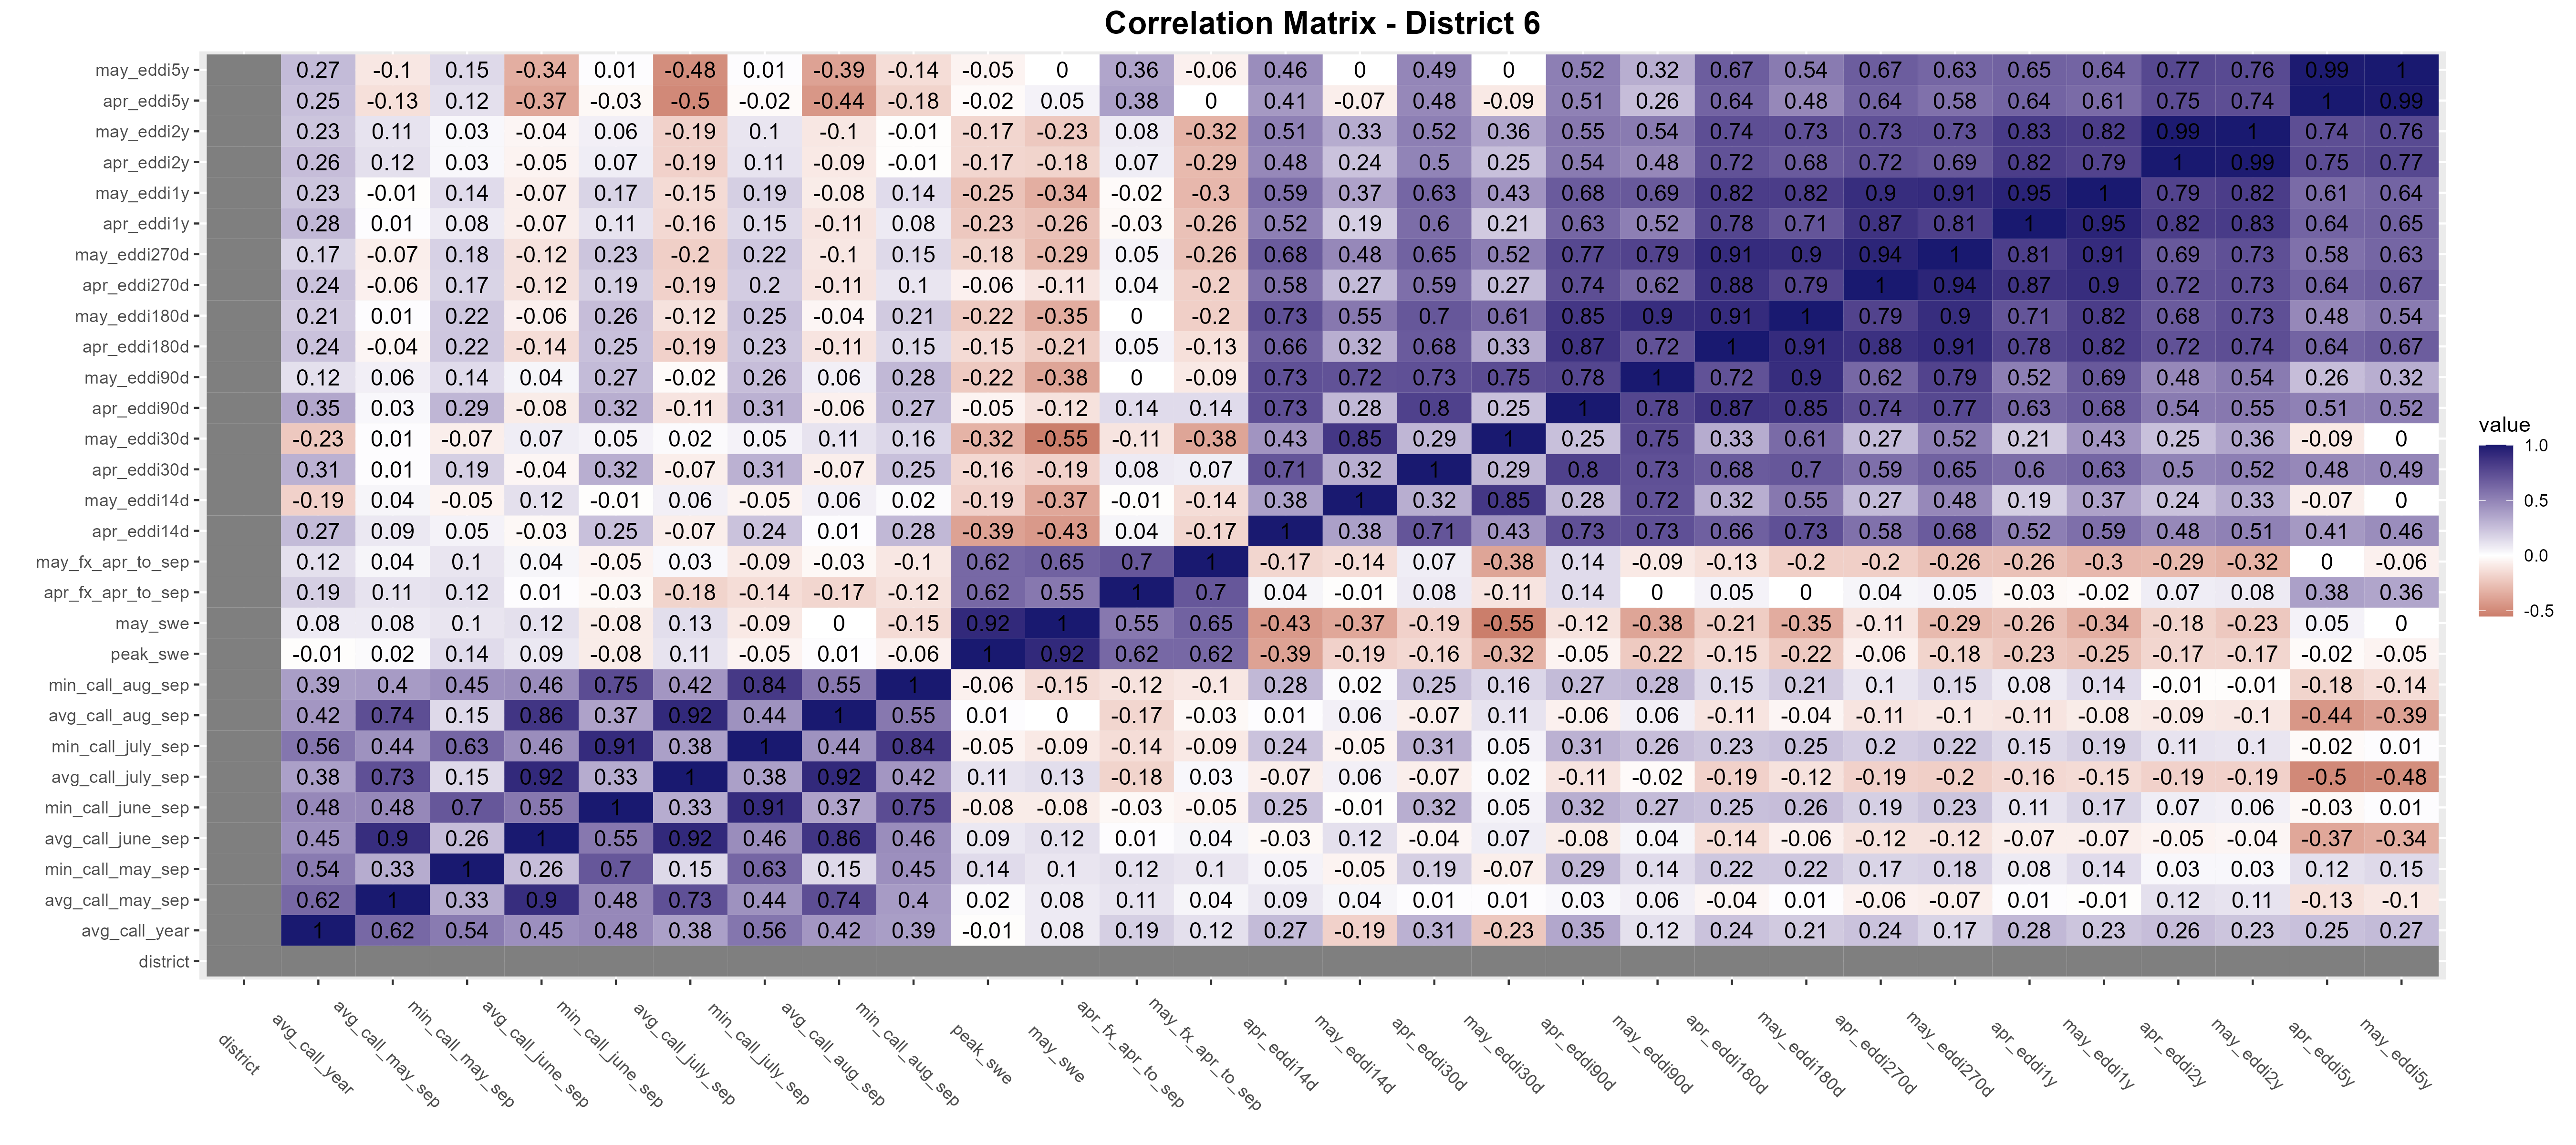 Correlation Matrix - District 6
may_eddi5y 0.27 -0.1 0.15 -0.34 0.01 -0.48 0.01 -0.39 -0.14 -0.05 0 0.36 -0.06 0.46 0 0.49 0 0.52 0.32 0.67 0.54 0.67 0.63 0.65 0.64 0.77 0.76 0.99 1
apr_eddi5y 0.25 -0.13 0.12 -0.37 -0.03 -0.5 -0.02 -0.44 -0.18 -0.02 0.05 0.38 0 0.41 -0.07 0.48 -0.09 0.51 0.26 0.64 0.48 0.64 0.58 0.64 0.61 0.75 0.74 1 0.99
may_eddi2y 0.23 0.11 0.03 -0.04 0.06 -0.19 0.1 -0.1 -0.01 -0.17 -0.23 0.08 -0.32 0.51 0.33 0.52 0.36 0.55 0.54 0.74 0.73 0.73 0.73 0.83 0.82 0.99 1 0.74 0.76
apr_eddi2y 0.26 0.12 0.03 -0.05 0.07 -0.19 0.11 -0.09 -0.01 -0.17 -0.18 0.07 -0.29 0.48 0.24 0.5 0.25 0.54 0.48 0.72 0.68 0.72 0.69 0.82 0.79 1 0.99 0.75 0.77
may_eddi1y 0.23 -0.01 0.14 -0.07 0.17 -0.15 0.19 -0.08 0.14 -0.25 -0.34 -0.02 -0.3 0.59 0.37 0.63 0.43 0.68 0.69 0.82 0.82 0.9 0.91 0.95 1 0.79 0.82 0.61 0.64
apr_eddi1y 0.28 0.01 0.08 -0.07 0.11 -0.16 0.15 -0.11 0.08 -0.23 -0.26 -0.03 -0.26 0.52 0.19 0.6 0.21 0.63 0.52 0.78 0.71 0.87 0.81 1 0.95 0.82 0.83 0.64 0.65
may_eddi270d 0.17 -0.07 0.18 -0.12 0.23 -0.2 0.22 -0.1 0.15 -0.18 -0.29 0.05 -0.26 0.68 0.48 0.65 0.52 0.77 0.79 0.91 0.9 0.94 1 0.81 0.91 0.69 0.73 0.58 0.63
apr_eddi270d 0.24 -0.06 0.17 -0.12 0.19 -0.19 0.2 -0.11 0.1 -0.06 -0.11 0.04 -0.2 0.58 0.27 0.59 0.27 0.74 0.62 0.88 0.79 1 0.94 0.87 0.9 0.72 0.73 0.64 0.67
may_eddi180d 0.21 0.01 0.22 -0.06 0.26 -0.12 0.25 -0.04 0.21 -0.22 -0.35 0 -0.2 0.73 0.55 0.7 0.61 0.85 0.9 0.91 1 0.79 0.9 0.71 0.82 0.68 0.73 0.48 0.54
apr_eddi180d 0.24 -0.04 0.22 -0.14 0.25 -0.19 0.23 -0.11 0.15 -0.15 -0.21 0.05 -0.13 0.66 0.32 0.68 0.33 0.87 0.72 1 0.91 0.88 0.91 0.78 0.82 0.72 0.74 0.64 0.67
may_eddi90d 0.12 0.06 0.14 0.04 0.27 -0.02 0.26 0.06 0.28 -0.22 -0.38 0 -0.09 0.73 0.72 0.73 0.75 0.78 1 0.72 0.9 0.62 0.79 0.52 0.69 0.48 0.54 0.26 0.32
apr_eddi90d 0.35 0.03 0.29 -0.08 0.32 -0.11 0.31 -0.06 0.27 -0.05 -0.12 0.14 0.14 0.73 0.28 0.8 0.25 1 0.78 0.87 0.85 0.74 0.77 0.63 0.68 0.54 0.55 0.51 0.52
may_eddi30d -0.23 0.01 -0.07 0.07 0.05 0.02 0.05 0.11 0.16 -0.32 -0.55 -0.11 -0.38 0.43 0.85 0.29 1 0.25 0.75 0.33 0.61 0.27 0.52 0.21 0.43 0.25 0.36 -0.09 0
apr_eddi30d 0.31 0.01 0.19 -0.04 0.32 -0.07 0.31 -0.07 0.25 -0.16 -0.19 0.08 0.07 0.71 0.32 1 0.29 0.8 0.73 0.68 0.7 0.59 0.65 0.6 0.63 0.5 0.52 0.48 0.49
may_eddi14d -0.19 0.04 -0.05 0.12 -0.01 0.06 -0.05 0.06 0.02 -0.19 -0.37 -0.01 -0.14 0.38 1 0.32 0.85 0.28 0.72 0.32 0.55 0.27 0.48 0.19 0.37 0.24 0.33 -0.07 0
apr_eddi14d 0.27 0.09 0.05 -0.03 0.25 -0.07 0.24 0.01 0.28 -0.39 -0.43 0.04 -0.17 1 0.38 0.71 0.43 0.73 0.73 0.66 0.73 0.58 0.68 0.52 0.59 0.48 0.51 0.41 0.46
may_fx_apr_to_sep 0.12 0.04 0.1 0.04 -0.05 0.03 -0.09 -0.03 -0.1 0.62 0.65 0.7 1 -0.17 -0.14 0.07 -0.38 0.14 -0.09 -0.13 -0.2 -0.2 -0.26 -0.26 -0.3 -0.29 -0.32 0 -0.06
apr_fx_apr_to_sep 0.19 0.11 0.12 0.01 -0.03 -0.18 -0.14 -0.17 -0.12 0.62 0.55 1 0.7 0.04 -0.01 0.08 -0.11 0.14 0 0.05 0 0.04 0.05 -0.03 -0.02 0.07 0.08 0.38 0.36
may_swe 0.08 0.08 0.1 0.12 -0.08 0.13 -0.09 0 -0.15 0.92 1 0.55 0.65 -0.43 -0.37 -0.19 -0.55 -0.12 -0.38 -0.21 -0.35 -0.11 -0.29 -0.26 -0.34 -0.18 -0.23 0.05 0
peak_swe -0.01 0.02 0.14 0.09 -0.08 0.11 -0.05 0.01 -0.06 1 0.92 0.62 0.62 -0.39 -0.19 -0.16 -0.32 -0.05 -0.22 -0.15 -0.22 -0.06 -0.18 -0.23 -0.25 -0.17 -0.17 -0.02 -0.05
min_call_aug_sep 0.39 0.4 0.45 0.46 0.75 0.42 0.84 0.55 1 -0.06 -0.15 -0.12 -0.1 0.28 0.02 0.25 0.16 0.27 0.28 0.15 0.21 0.1 0.15 0.08 0.14 -0.01 -0.01 -0.18 -0.14
avg_call_aug_sep 0.42 0.74 0.15 0.86 0.37 0.92 0.44 1 0.55 0.01 0 -0.17 -0.03 0.01 0.06 -0.07 0.11 -0.06 0.06 -0.11 -0.04 -0.11 -0.1 -0.11 -0.08 -0.09 -0.1 -0.44 -0.39
min_call_july_sep 0.56 0.44 0.63 0.46 0.91 0.38 1 0.44 0.84 -0.05 -0.09 -0.14 -0.09 0.24 -0.05 0.31 0.05 0.31 0.26 0.23 0.25 0.2 0.22 0.15 0.19 0.11 0.1 -0.02 0.01
avg_call_july_sep 0.38 0.73 0.15 0.92 0.33 1 0.38 0.92 0.42 0.11 0.13 -0.18 0.03 -0.07 0.06 -0.07 0.02 -0.11 -0.02 -0.19 -0.12 -0.19 -0.2 -0.16 -0.15 -0.19 -0.19 -0.5 -0.48
min_call_june_sep 0.48 0.48 0.7 0.55 1 0.33 0.91 0.37 0.75 -0.08 -0.08 -0.03 -0.05 0.25 -0.01 0.32 0.05 0.32 0.27 0.25 0.26 0.19 0.23 0.11 0.17 0.07 0.06 -0.03 0.01
avg_call_june_sep 0.45 0.9 0.26 1 0.55 0.92 0.46 0.86 0.46 0.09 0.12 0.01 0.04 -0.03 0.12 -0.04 0.07 -0.08 0.04 -0.14 -0.06 -0.12 -0.12 -0.07 -0.07 -0.05 -0.04 -0.37 -0.34
min_call_may_sep 0.54 0.33 1 0.26 0.7 0.15 0.63 0.15 0.45 0.14 0.1 0.12 0.1 0.05 -0.05 0.19 -0.07 0.29 0.14 0.22 0.22 0.17 0.18 0.08 0.14 0.03 0.03 0.12 0.15
avg_call_may_sep 0.62 1 0.33 0.9 0.48 0.73 0.44 0.74 0.4 0.02 0.08 0.11 0.04 0.09 0.04 0.01 0.01 0.03 0.06 -0.04 0.01 -0.06 -0.07 0.01 -0.01 0.12 0.11 -0.13 -0.1
avg_call_year 1 0.62 0.54 0.45 0.48 0.38 0.56 0.42 0.39 -0.01 0.08 0.19 0.12 0.27 -0.19 0.31 -0.23 0.35 0.12 0.24 0.21 0.24 0.17 0.28 0.23 0.26 0.23 0.25 0.27
district
district avg_call_year avg_call_may_sep min_call_may_sep avg_call_june_sep min_call_june_sep avg_call_july_sep min_call_july_sep avg_call_aug_sep min_call_aug_sep peak_swe may_swe apr_fx_apr_to_sep may_fx_apr_to_sep apr_eddi14d may_eddi14d apr_eddi30d may_eddi30d apr_eddi90d may_eddi90d apr_eddi180d may_eddi180d apr_eddi270d may_eddi270d apr_eddi1y may_eddi1y apr_eddi2y may_eddi2y apr_eddi5y may_eddi5y
value
1.0
0.5
0.0
-0.5